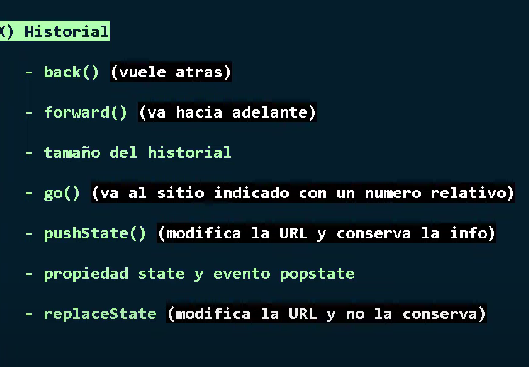 X) Historial
- back() (vuele atras)
- forward() (va hacia adelante)
- tamaño del historial
- go() (va al sitio indicado con un numero relativo)
- pushState() (modifica la URL y conserva la info)
- propiedad state y evento popstate
- replaceState (modifica la URL y no la conserva)